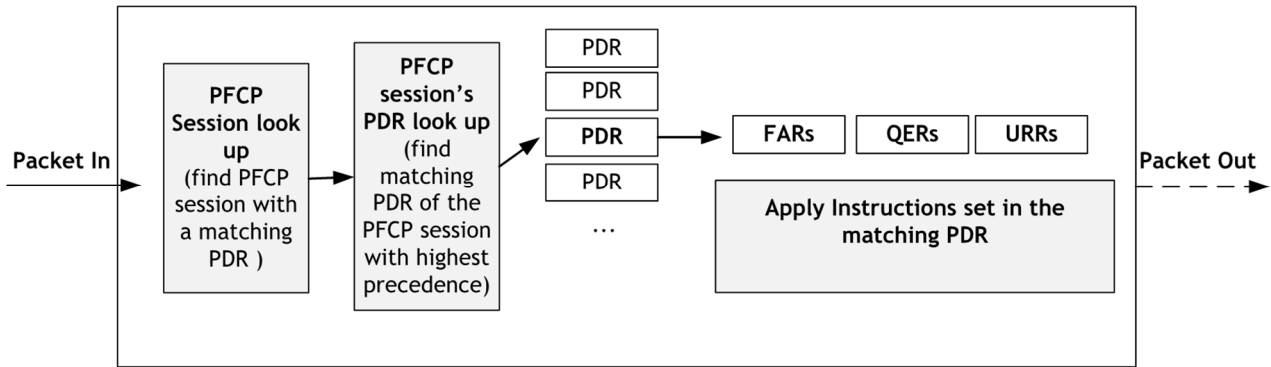 Packet In
PFCP
Session look
up
(find PFCP
session with
a matching
PDR )
PFCP
session's
PDR look up
(find
matching
PDR of the
PFCP session
with highest
precedence)
PDR
PDR
PDR
PDR
...
FARs
QERs
URRs
Apply Instructions set in the
matching PDR
Packet Out